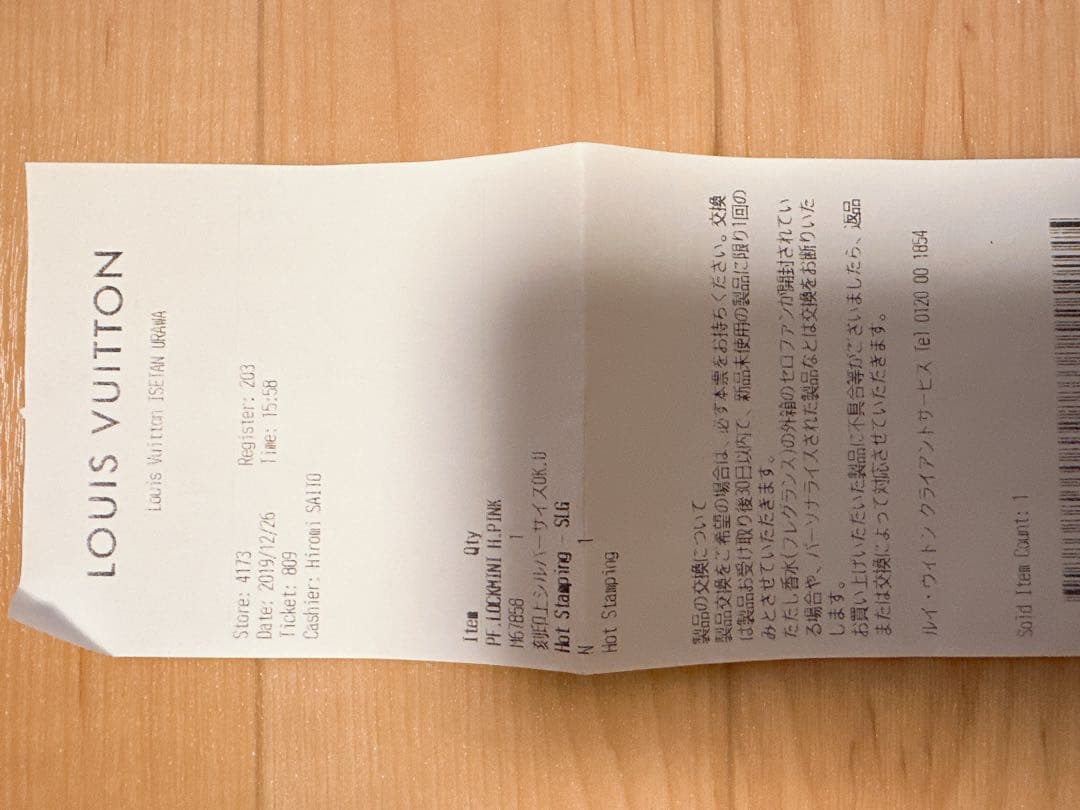 LOUIS VUITTON
Louis Vuitton ISETAN URAWA
Store: 4173 Register: 203
Date: 2019/12/26 Time: 15:58
Ticket: 809
Cashier: Hiromi SAITO
Item Qty
PF.LOCKMINI H.PINK
M67858 1
刻印上シルバーサイズOK.U
Hot Stamping - SLG
N 1
Hot Stamping
製品の交換について
製品交換をご希望の場合は、必ず本票をお持ちください。交換
は製品お受け取り後30日以内で、新品未使用の製品に限り1回の
みとさせていただきます。
ただし香水(フレグランス)の外箱のセロファンが開封されてい
る場合や、パーソナライズされた製品などは交換をお断りいた
します。
お買い上げいただいた製品に不具合等がございましたら、返品
または交換によって対応させていただきます。
ルイ・ヴィトン クライアントサービス Tel 0120 00 1854
Sold Item Count: 1